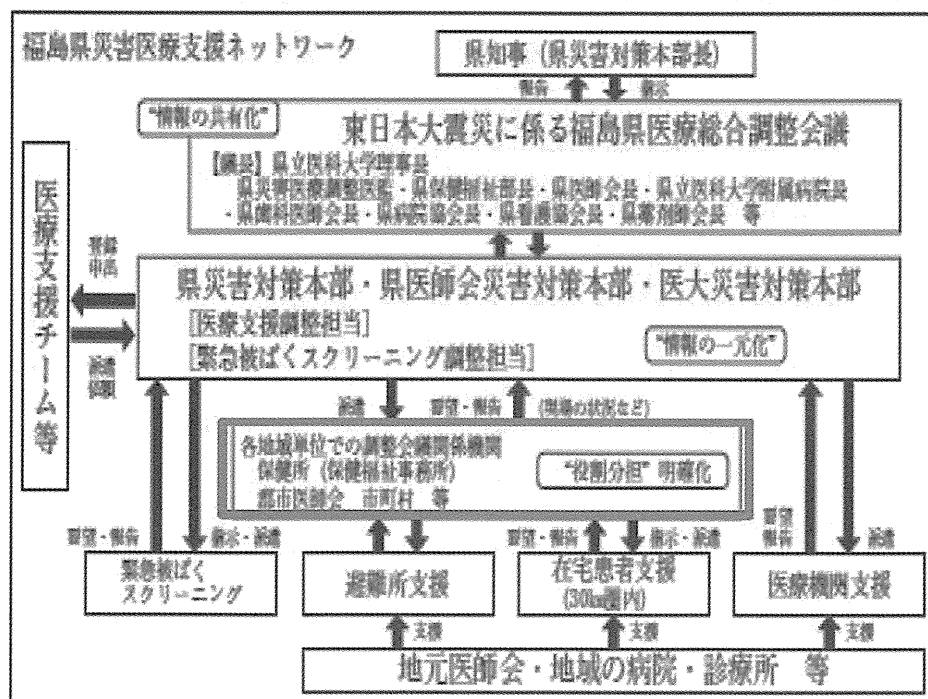 福島県災害医療支援ネットワーク
県知事（県災害対策本部長）
報告
指示
“情報の共有化”
東日本大震災に係る福島県医療総合調整会議
【議長】県立医科大学理事長
県災害医療調整医監・県保健福祉部長・県医師会長・県立医科大学附属病院長
・県歯科医師会長・県病院協会長・県看護協会長・県薬剤師会長　等
医療支援チーム等
登録
申出
派遣
依頼
県災害対策本部・県医師会災害対策本部・医大災害対策本部
[医療支援調整担当]
[緊急被ばくスクリーニング調整担当]
“情報の一元化”
派遣
要望・報告
(現場の状況など)
各地域単位での調整会議関係機関
保健所（保健福祉事務所）
郡市医師会　市町村　等
“役割分担”明確化
要望・報告
指示・派遣
要望・報告
指示・派遣
要望
報告
派遣
緊急被ばく
スクリーニング
避難所支援
在宅患者支援
(30km圏内)
医療機関支援
支援
支援
支援
地元医師会・地域の病院・診療所　等